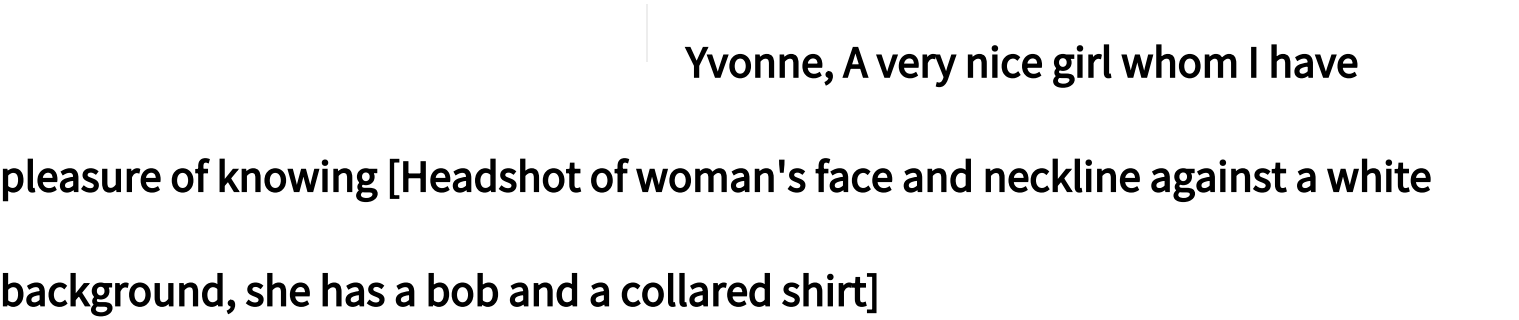 Yvonne, A very nice girl whom I have
pleasure of knowing [Headshot of woman's face and neckline against a white
background, she has a bob and a collared shirt]